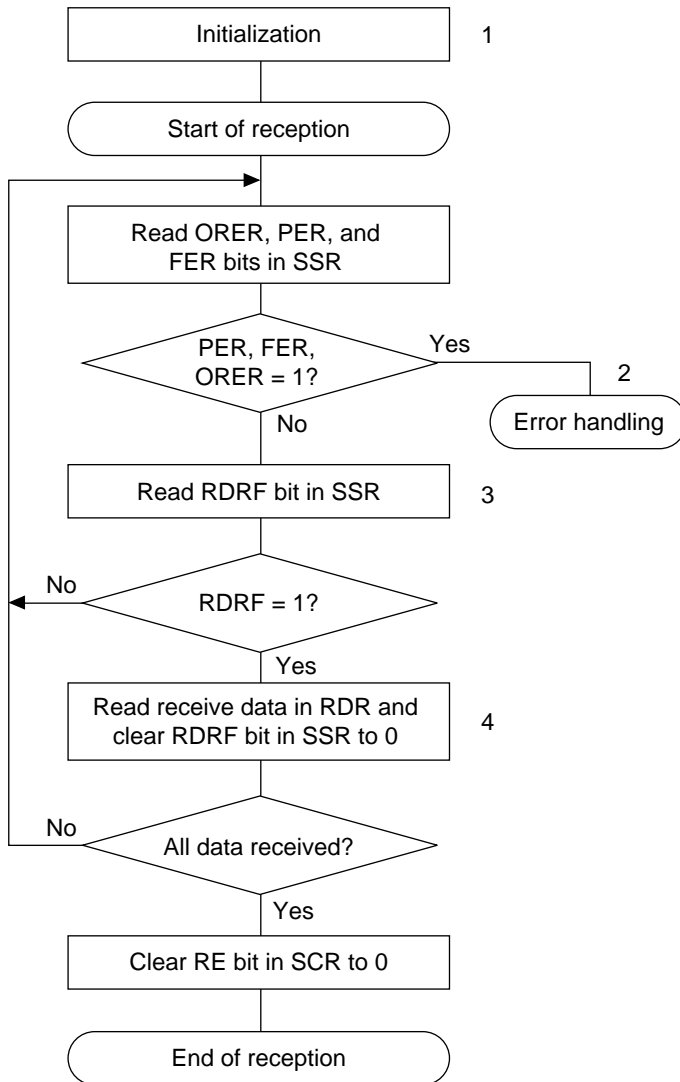 Initialization
1
Start of reception
Read ORER, PER, and
FER bits in SSR
PER, FER,
ORER = 1?
Yes
2
Error handling
No
Read RDRF bit in SSR
3
No
RDRF = 1?
Yes
Read receive data in RDR and
clear RDRF bit in SSR to 0
4
No
All data received?
Yes
Clear RE bit in SCR to 0
End of reception